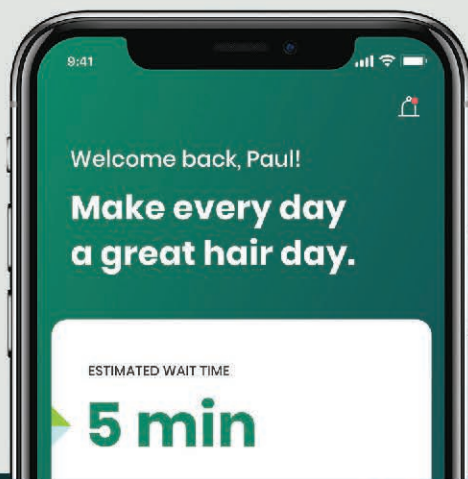 9:41
Welcome back, Paul!
Make every day
a great hair day.
ESTIMATED WAIT TIME
5 min